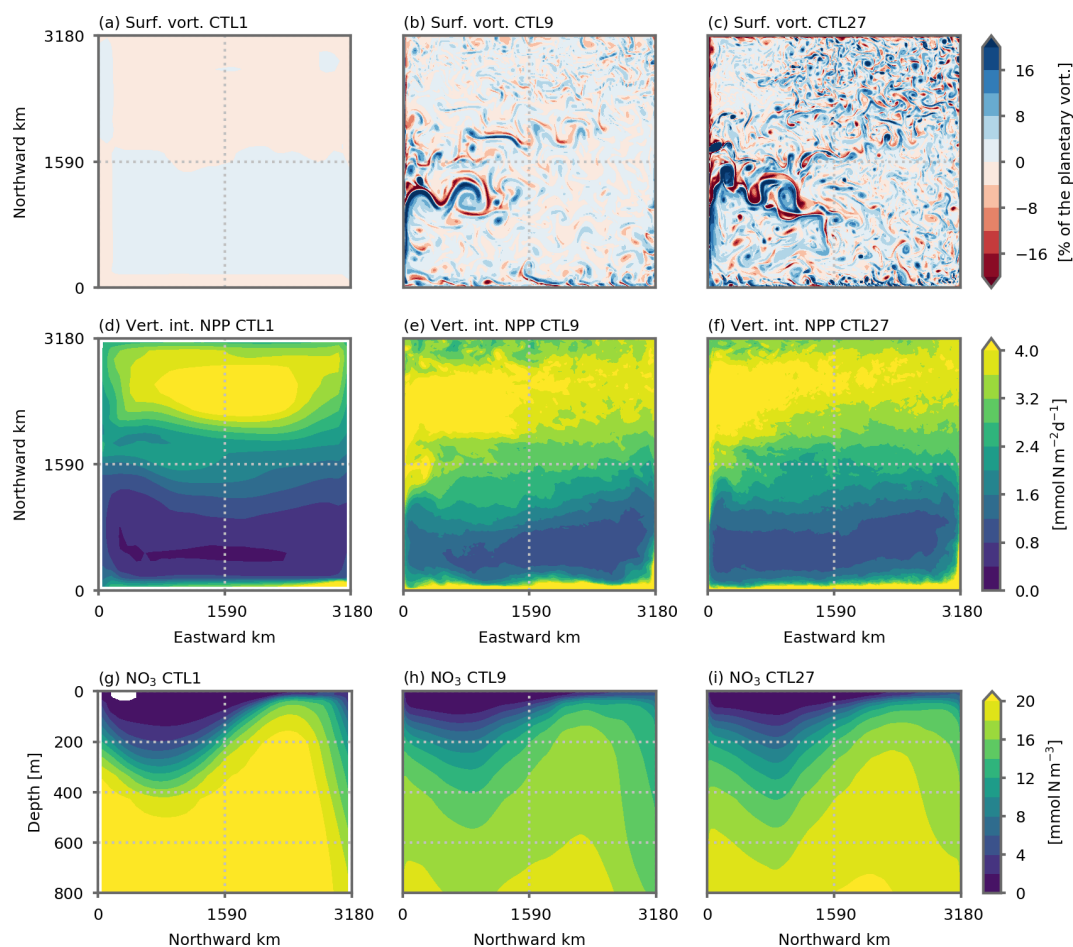 (a) Surf. vort. CTL1 (b) Surf. vort. CTL9 (c) Surf. vort. CTL27
3180
16
8
1590 0
−8
−16
0
Northward km
[% of the planetary vort.]
(d) Vert. int. NPP CTL1 (e) Vert. int. NPP CTL9 (f) Vert. int. NPP CTL27
3180
4.0
3.2
2.4
1590
1.6
0.8
0 0.0
Northward km
[mmol N m⁻²d⁻¹]
0 1590 3180 0 1590 3180 0 1590 3180
Eastward km Eastward km Eastward km
(g) NO₃ CTL1 (h) NO₃ CTL9 (i) NO₃ CTL27
0 20
16
200
12
400
8
600
4
800 0
Depth [m]
[mmol N m⁻³]
0 1590 3180 0 1590 3180 0 1590 3180
Northward km Northward km Northward km